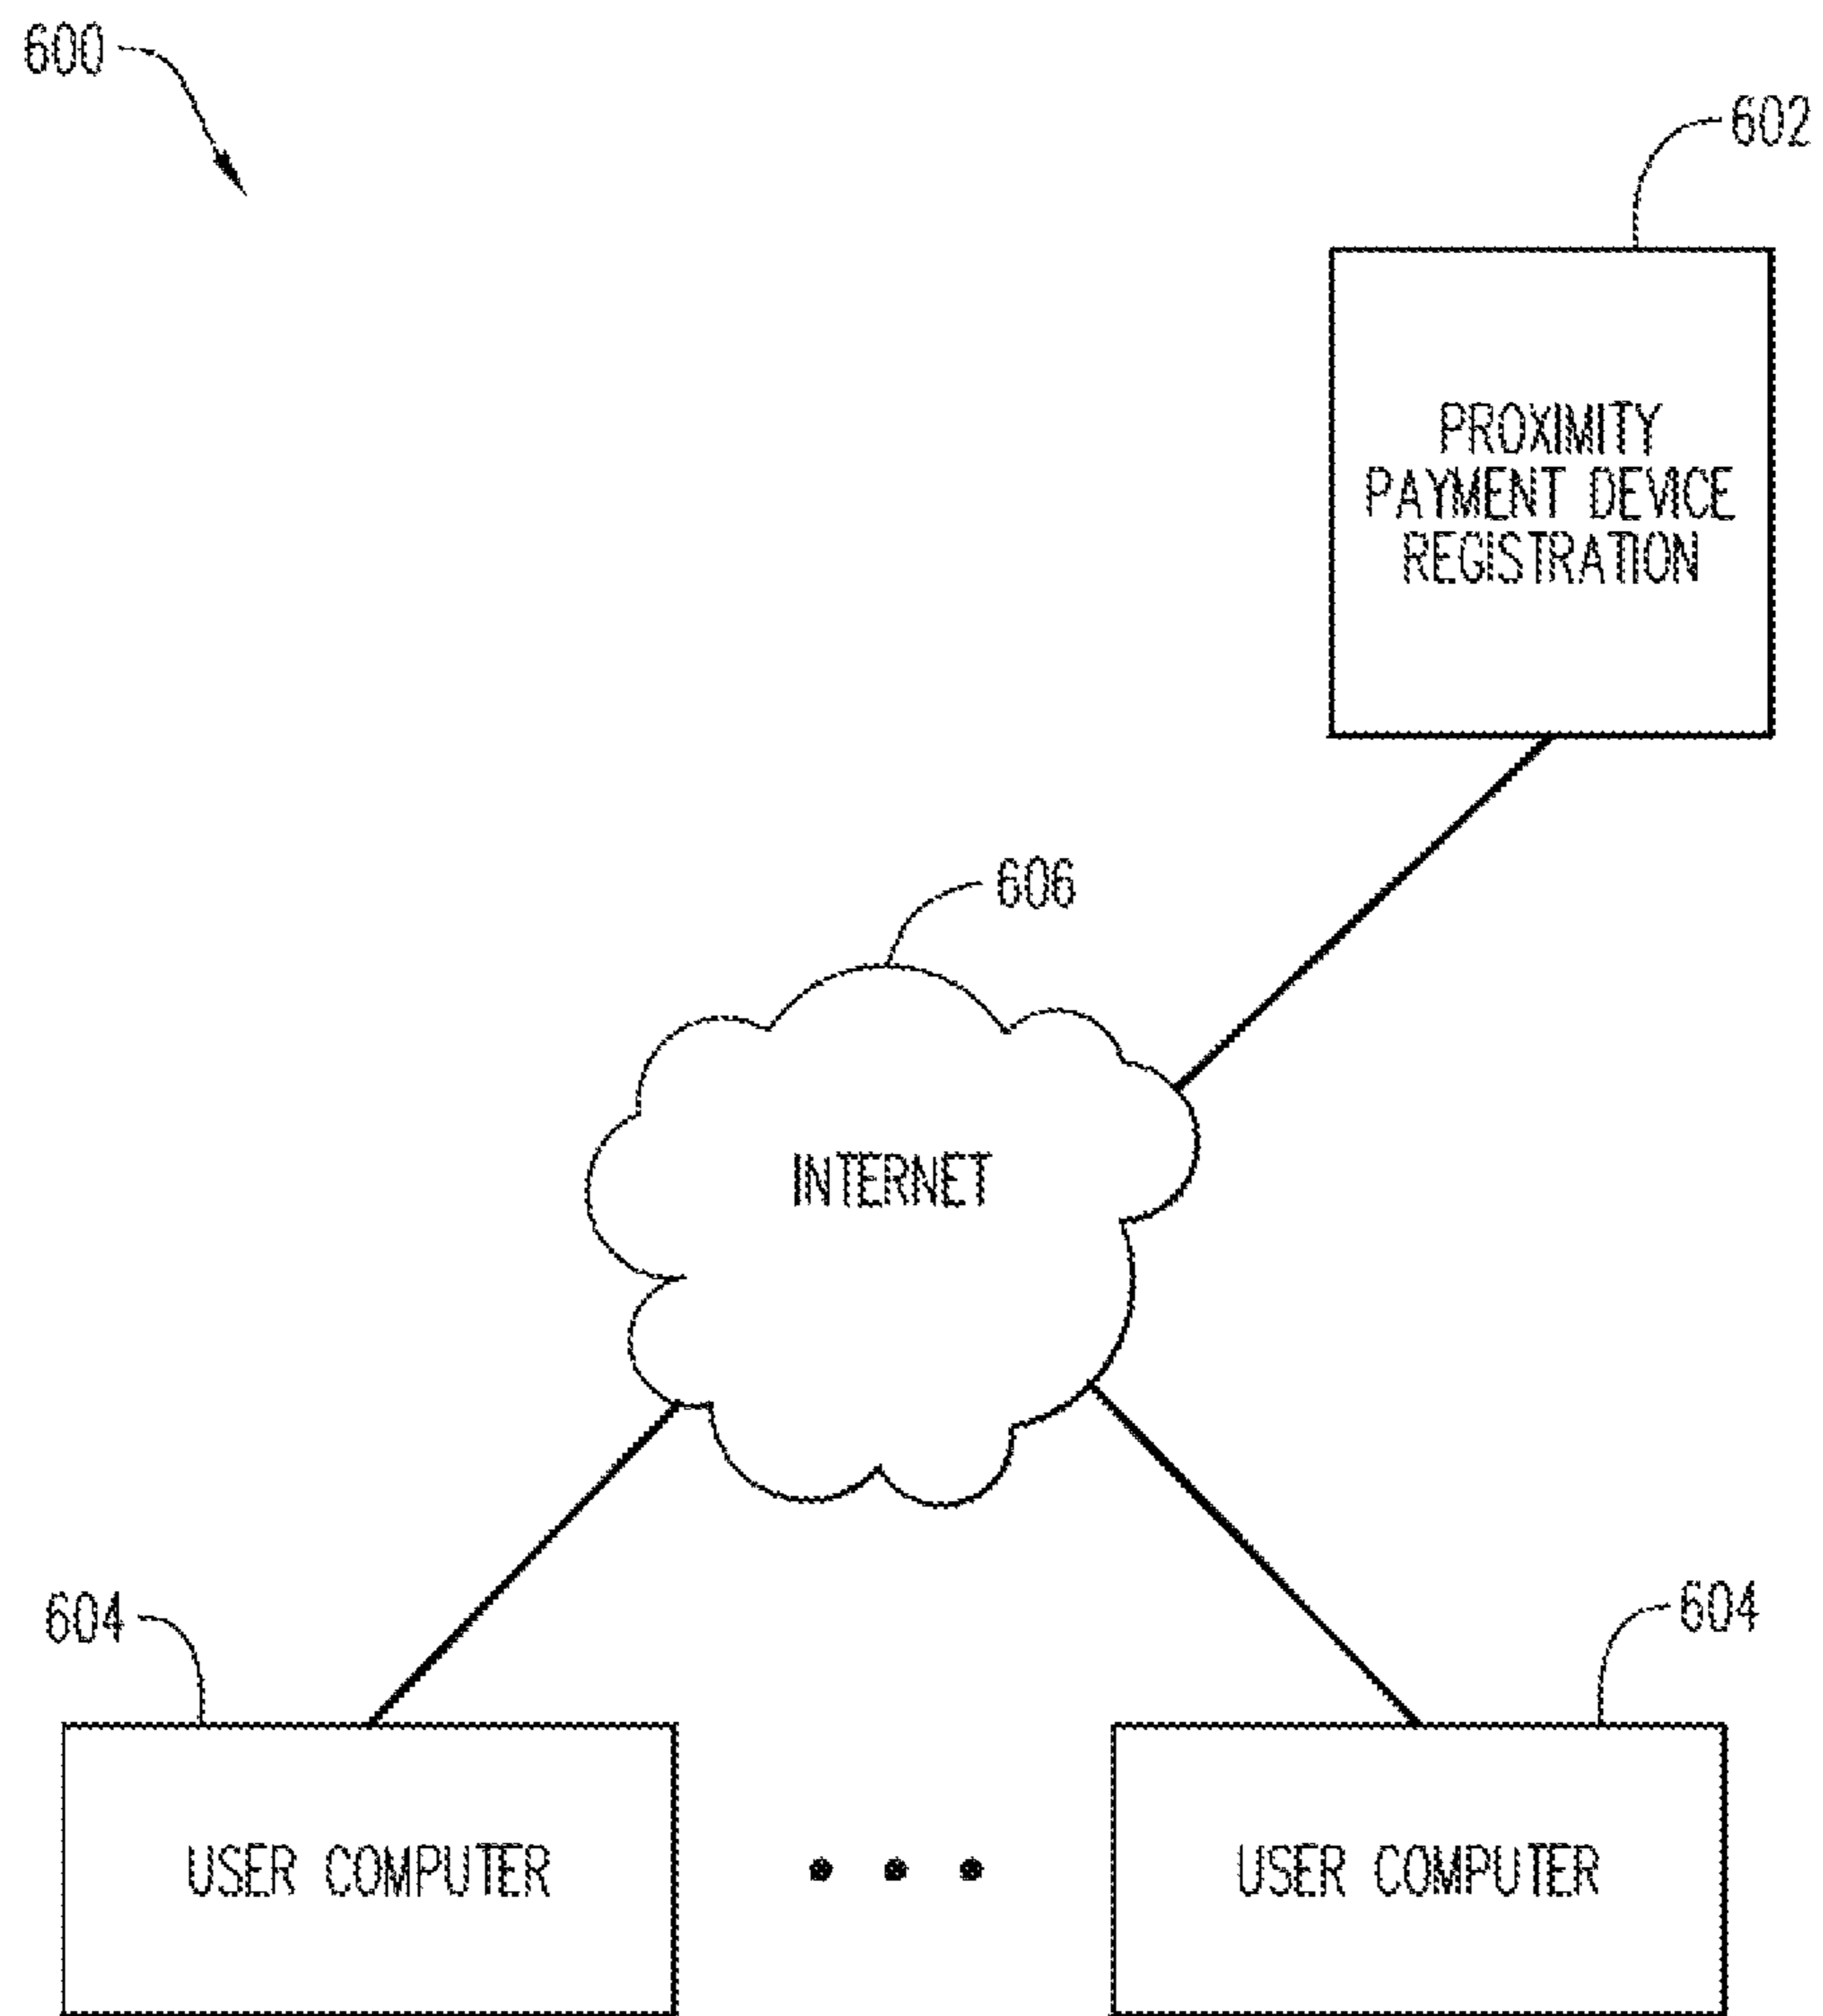 600
602
PROXIMITY
PAYMENT DEVICE
REGISTRATION
606
INTERNET
604
604
USER COMPUTER
USER COMPUTER